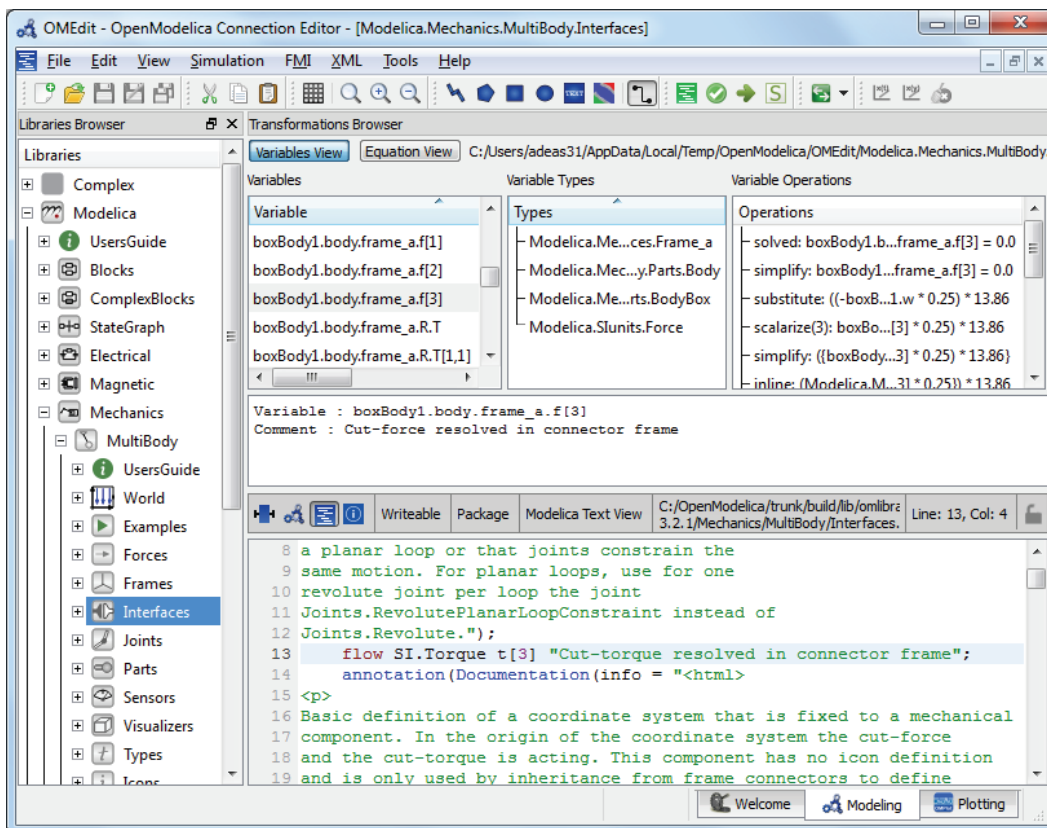 OMEdit - OpenModelica Connection Editor - [Modelica.Mechanics.MultiBody.Interfaces]
File Edit View Simulation FMI XML Tools Help
TEXT
S
Libraries Browser
Libraries
Complex
Modelica
UsersGuide
Blocks
ComplexBlocks
StateGraph
Electrical
Magnetic
Mechanics
MultiBody
UsersGuide
World
Examples
Forces
Frames
Interfaces
Joints
Parts
Sensors
Visualizers
Types
Icons
Transformations Browser
Variables View Equation View C:/Users/adeas31/AppData/Local/Temp/OpenModelica/OMEdit/Modelica.Mechanics.MultiBody.
Variables
Variable
boxBody1.body.frame_a.f[1]
boxBody1.body.frame_a.f[2]
boxBody1.body.frame_a.f[3]
boxBody1.body.frame_a.R.T
boxBody1.body.frame_a.R.T[1,1]
Variable Types
Types
Modelica.Me...ces.Frame_a
Modelica.Mec...y.Parts.Body
Modelica.Me...rts.BodyBox
Modelica.SIunits.Force
Variable Operations
Operations
solved: boxBody1.b...frame_a.f[3] = 0.0
simplify: boxBody1...frame_a.f[3] = 0.0
substitute: ((-boxB...1.w * 0.25) * 13.86
scalarize(3): boxBo...[3] * 0.25) * 13.86
simplify: ({boxBody...3] * 0.25) * 13.86}
inline: (Modelica.M...3] * 0.25}) * 13.86
Variable : boxBody1.body.frame_a.f[3]
Comment : Cut-force resolved in connector frame
Writeable Package Modelica Text View C:/OpenModelica/trunk/build/lib/omlibra Line: 13, Col: 4
3.2.1/Mechanics/MultiBody/Interfaces.
8 a planar loop or that joints constrain the
9 same motion. For planar loops, use for one
10 revolute joint per loop the joint
11 Joints.RevolutePlanarLoopConstraint instead of
12 Joints.Revolute.");
13 flow SI.Torque t[3] "Cut-torque resolved in connector frame";
14 annotation(Documentation(info = "<html>
15 <p>
16 Basic definition of a coordinate system that is fixed to a mechanical
17 component. In the origin of the coordinate system the cut-force
18 and the cut-torque is acting. This component has no icon definition
19 and is only used by inheritance from frame connectors to define
Welcome Modeling Plotting